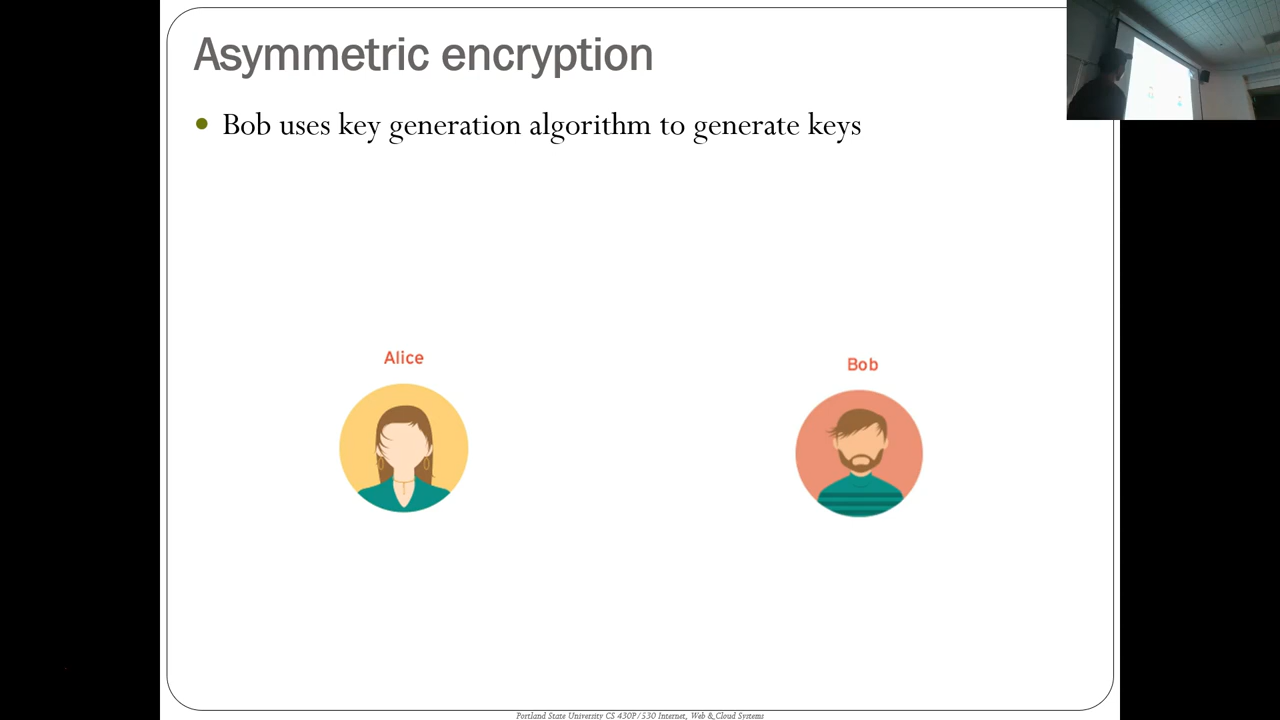 Asymmetric encryption
Bob uses key generation algorithm to generate keys
Alice
Bob
Portland State University CS 430P/530 Internet, Web & Cloud Systems